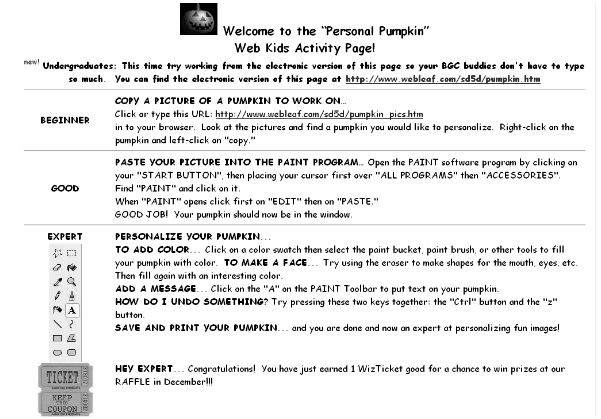 Welcome to the "Personal Pumpkin"
Web Kids Activity Page!
new! Undergraduates: This time try working from the electronic version of this page so your BGC buddies don't have to type
so much. You can find the electronic version of this page at http://www.webleaf.com/sd5d/pumpkin.htm
BEGINNER
COPY A PICTURE OF A PUMPKIN TO WORK ON…
Click or type this URL: http://www.webleaf.com/sd5d/pumpkin_pics.htm
in to your browser. Look at the pictures and find a pumpkin you would like to personalize. Right-click on the
pumpkin and left-click on "copy."
GOOD
PASTE YOUR PICTURE INTO THE PAINT PROGRAM… Open the PAINT software program by clicking on
your "START BUTTON", then placing your cursor first over "ALL PROGRAMS" then "ACCESSORIES".
Find "PAINT" and click on it.
When "PAINT" opens click first on "EDIT" then on "PASTE."
GOOD JOB! Your pumpkin should now be in the window.
EXPERT
PERSONALIZE YOUR PUMPKIN...
TO ADD COLOR... Click on a color swatch then select the paint bucket, paint brush, or other tools to fill
your pumpkin with color. TO MAKE A FACE... Try using the eraser to make shapes for the mouth, eyes, etc.
Then fill again with an interesting color.
ADD A MESSAGE... Click on the "A" on the PAINT Toolbar to put text on your pumpkin.
HOW DO I UNDO SOMETHING? Try pressing these two keys together: the "Ctrl" button and the "z"
button.
SAVE AND PRINT YOUR PUMPKIN... and you are done and now an expert at personalizing fun images!
A
TICKET
KEEP
THIS
COUPON
HEY EXPERT... Congratulations! You have just earned 1 WizTicket good for a chance to win prizes at our
RAFFLE in December!!!